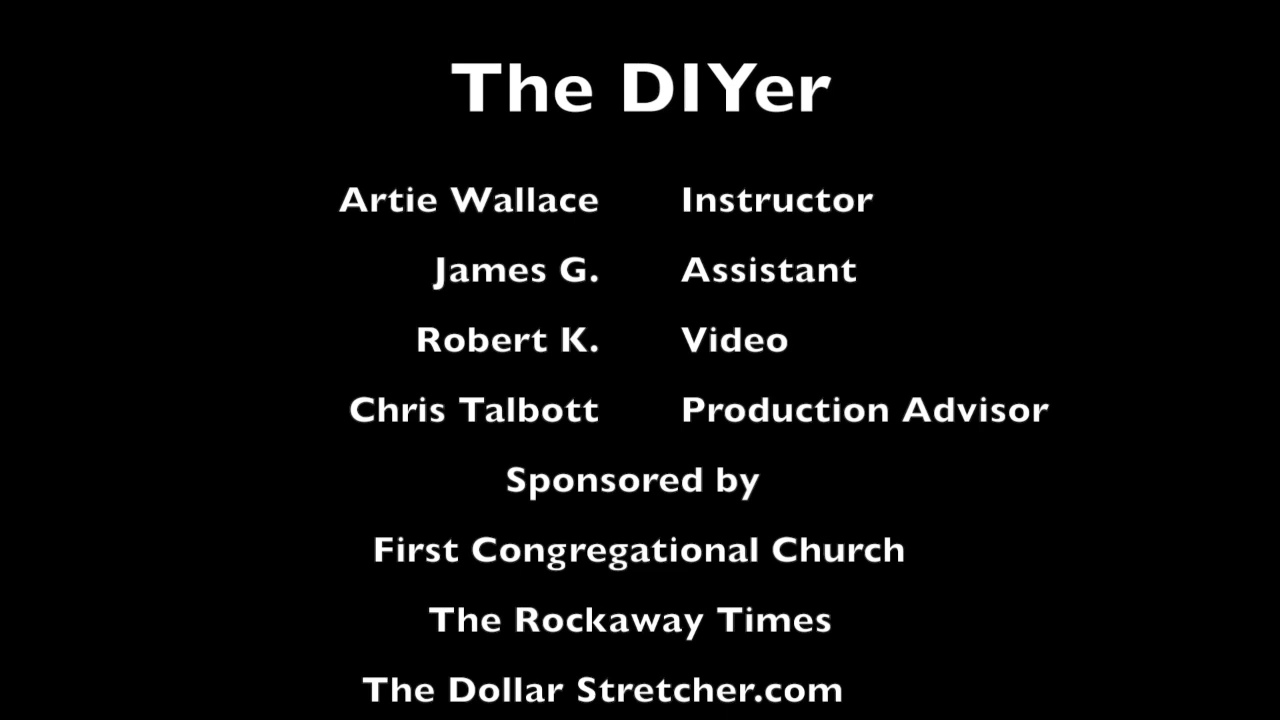 The DIYer
Artie Wallace Instructor
James G. Assistant
Robert K. Video
Chris Talbott Production Advisor
Sponsored by
First Congregational Church
The Rockaway Times
The Dollar Stretcher.com